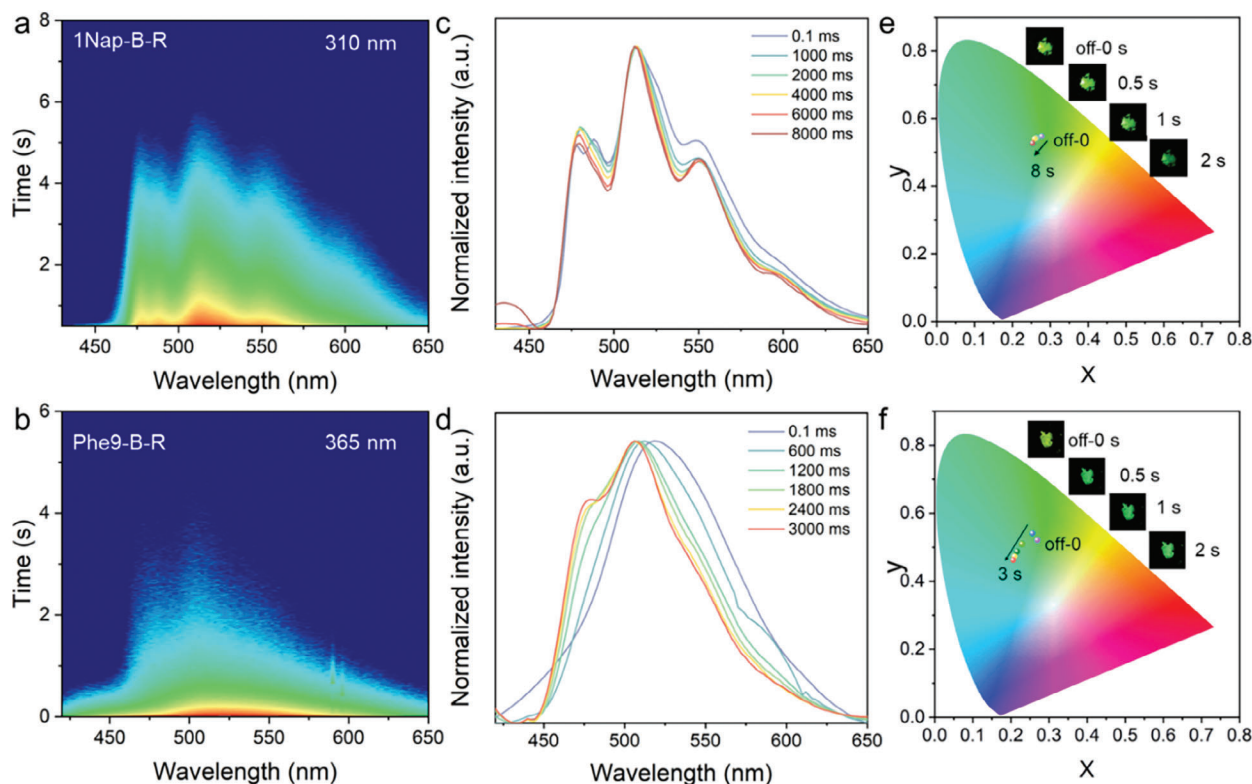 a
1Nap-B-R
310 nm
8
6
4
2
Time (s)
450
500
550
600
650
Wavelength (nm)
c
0.1 ms
1000 ms
2000 ms
4000 ms
6000 ms
8000 ms
Normalized intensity (a.u.)
450
500
550
600
650
Wavelength (nm)
e
off-0 s
0.5 s
1 s
2 s
off-0
8 s
0.8
0.6
0.4
0.2
0.0
y
0.0 0.1 0.2 0.3 0.4 0.5 0.6 0.7 0.8
X
b
Phe9-B-R
365 nm
6
4
2
0
Time (s)
450
500
550
600
650
Wavelength (nm)
d
0.1 ms
600 ms
1200 ms
1800 ms
2400 ms
3000 ms
Normalized intensity (a.u.)
450
500
550
600
650
Wavelength (nm)
f
off-0 s
0.5 s
1 s
2 s
off-0
3 s
0.8
0.6
0.4
0.2
0.0
y
0.0 0.1 0.2 0.3 0.4 0.5 0.6 0.7 0.8
X